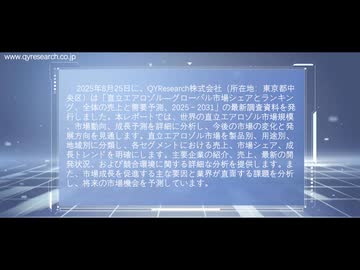 www.qyresearch.co.jp
2025年8月25日に、QYResearch株式会社（所在地：東京都中
央区）は「直立エアロゾル―グローバル市場シェアとランキン
グ、全体の売上と需要予測、2025～2031」の最新調査資料を発
行しました。本レポートでは、世界の直立エアロゾル市場規模
、市場動向、成長予測を詳細に分析し、今後の市場の変化と発
展方向を見通します。直立エアロゾル市場を製品別、用途別、
地域別に分類し、各セグメントにおける売上、市場シェア、成
長トレンドを明確にします。主要企業の紹介、売上、最新の開
発状況、および競合環境に関する詳細な分析を提供します。ま
た、市場成長を促進する主な要因と業界が直面する課題を分析
し、将来の市場機会を予測しています。